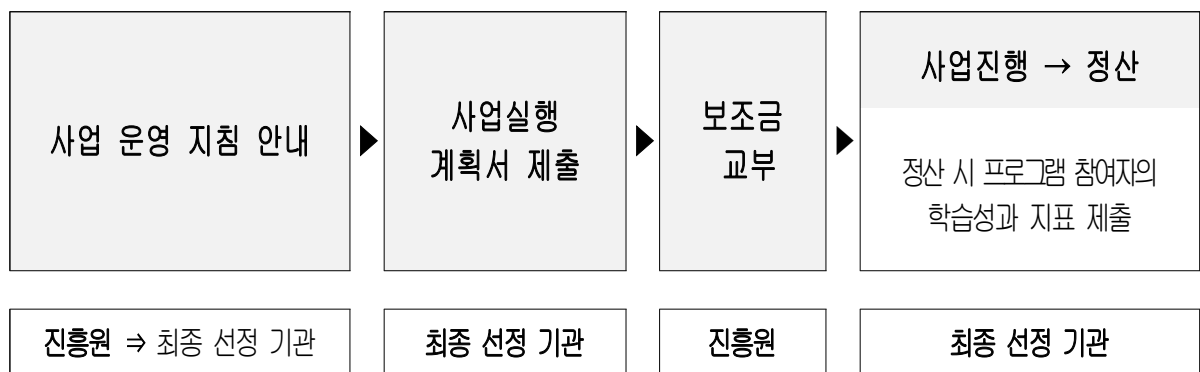 사업 운영 지침 안내
▶
사업실행
계획서 제출
▶
보조금
교부
▶
사업진행 → 정산
정산 시 프로그램 참여자의
학습성과 지표 제출
진흥원 ⇒ 최종 선정 기관
최종 선정 기관
진흥원
최종 선정 기관